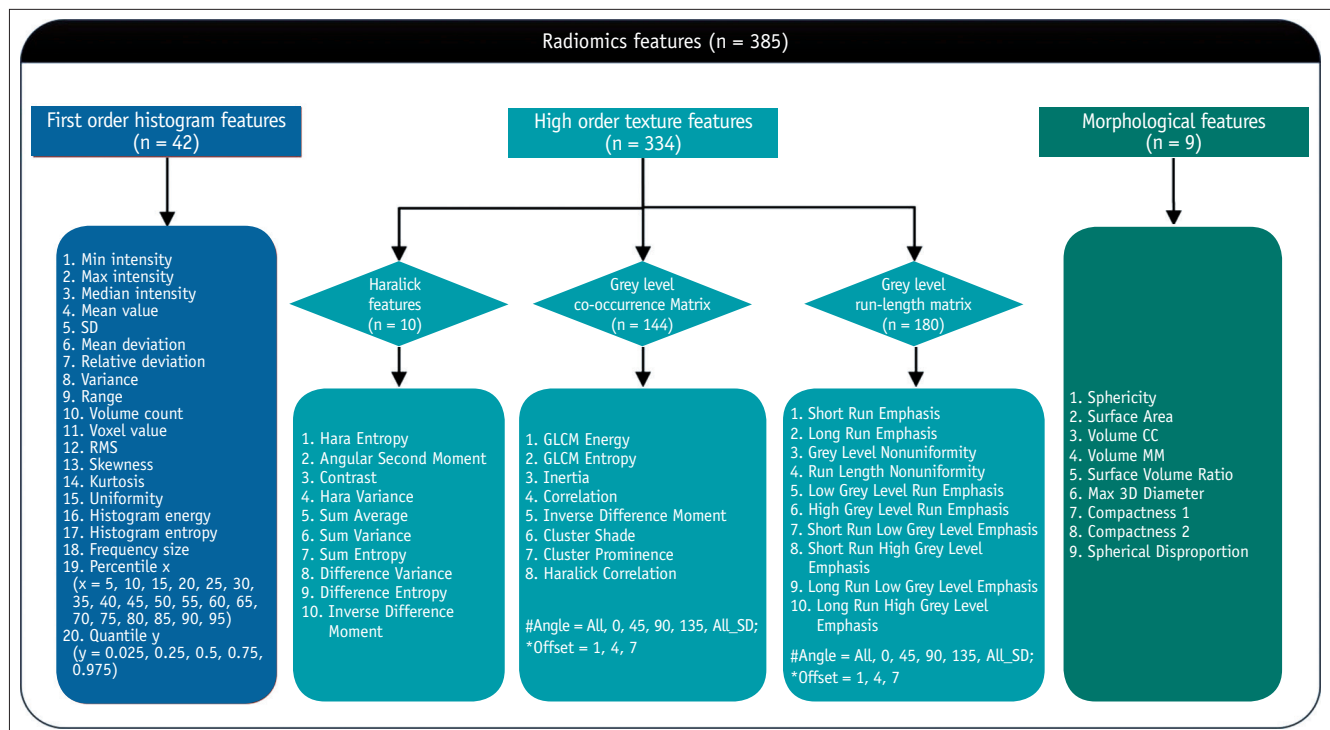 Radiomics features (n = 385)
First order histogram features
(n = 42)
High order texture features
(n = 334)
Morphological features
(n = 9)
1. Min intensity
2. Max intensity
3. Median intensity
4. Mean value
5. SD
6. Mean deviation
7. Relative deviation
8. Variance
9. Range
10. Volume count
11. Voxel value
12. RMS
13. Skewness
14. Kurtosis
15. Uniformity
16. Histogram energy
17. Histogram entropy
18. Frequency size
19. Percentile x
(x = 5, 10, 15, 20, 25, 30,
35, 40, 45, 50, 55, 60, 65,
70, 75, 80, 85, 90, 95)
20. Quantile y
(y = 0.025, 0.25, 0.5, 0.75,
0.975)
Haralick
features
(n = 10)
1. Hara Entropy
2. Angular Second Moment
3. Contrast
4. Hara Variance
5. Sum Average
6. Sum Variance
7. Sum Entropy
8. Difference Variance
9. Difference Entropy
10. Inverse Difference
Moment
Grey level
co-occurrence Matrix
(n = 144)
1. GLCM Energy
2. GLCM Entropy
3. Inertia
4. Correlation
5. Inverse Difference Moment
6. Cluster Shade
7. Cluster Prominence
8. Haralick Correlation
#Angle = All, 0, 45, 90, 135, All_SD;
*Offset = 1, 4, 7
Grey level
run-length matrix
(n = 180)
1. Short Run Emphasis
2. Long Run Emphasis
3. Grey Level Nonuniformity
4. Run Length Nonuniformity
5. Low Grey Level Run Emphasis
6. High Grey Level Run Emphasis
7. Short Run Low Grey Level Emphasis
8. Short Run High Grey Level
Emphasis
9. Long Run Low Grey Level Emphasis
10. Long Run High Grey Level
Emphasis
#Angle = All, 0, 45, 90, 135, All_SD;
*Offset = 1, 4, 7
1. Sphericity
2. Surface Area
3. Volume CC
4. Volume MM
5. Surface Volume Ratio
6. Max 3D Diameter
7. Compactness 1
8. Compactness 2
9. Spherical Disproportion